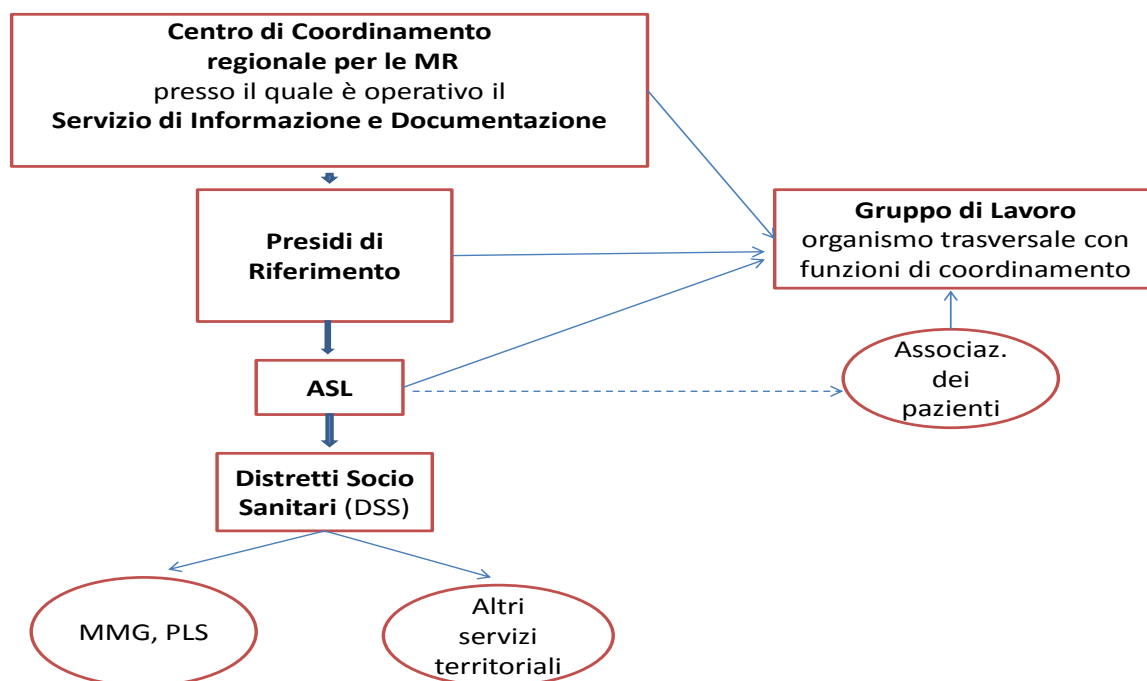 Centro di Coordinamento
regionale per le MR
presso il quale è operativo il
Servizio di Informazione e Documentazione
Presidi di
Riferimento
Gruppo di Lavoro
organismo trasversale con
funzioni di coordinamento
ASL
Associaz.
dei
pazienti
Distretti Socio
Sanitari (DSS)
MMG, PLS
Altri
servizi
territoriali